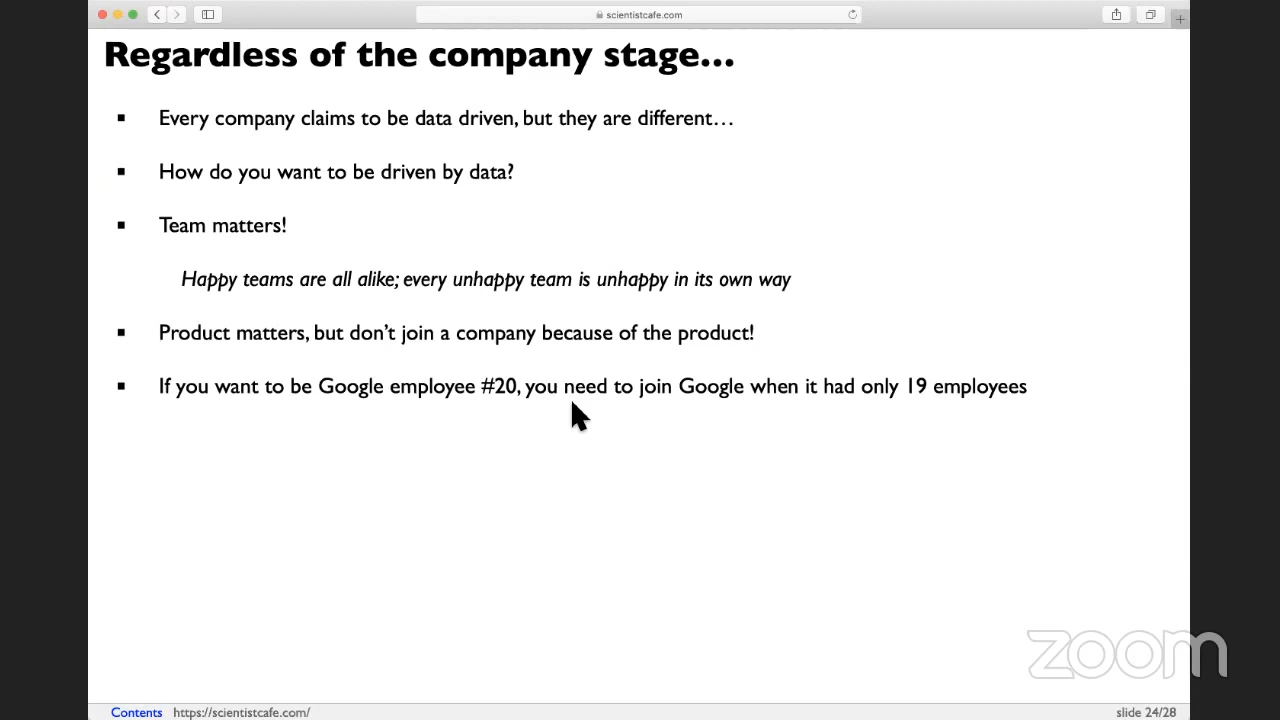 scientistcafe.com
Regardless of the company stage…
▪ Every company claims to be data driven, but they are different…
▪ How do you want to be driven by data?
▪ Team matters!
Happy teams are all alike; every unhappy team is unhappy in its own way
▪ Product matters, but don’t join a company because of the product!
▪ If you want to be Google employee #20, you need to join Google when it had only 19 employees
zoom
Contents https://scientistcafe.com/ slide 24/28